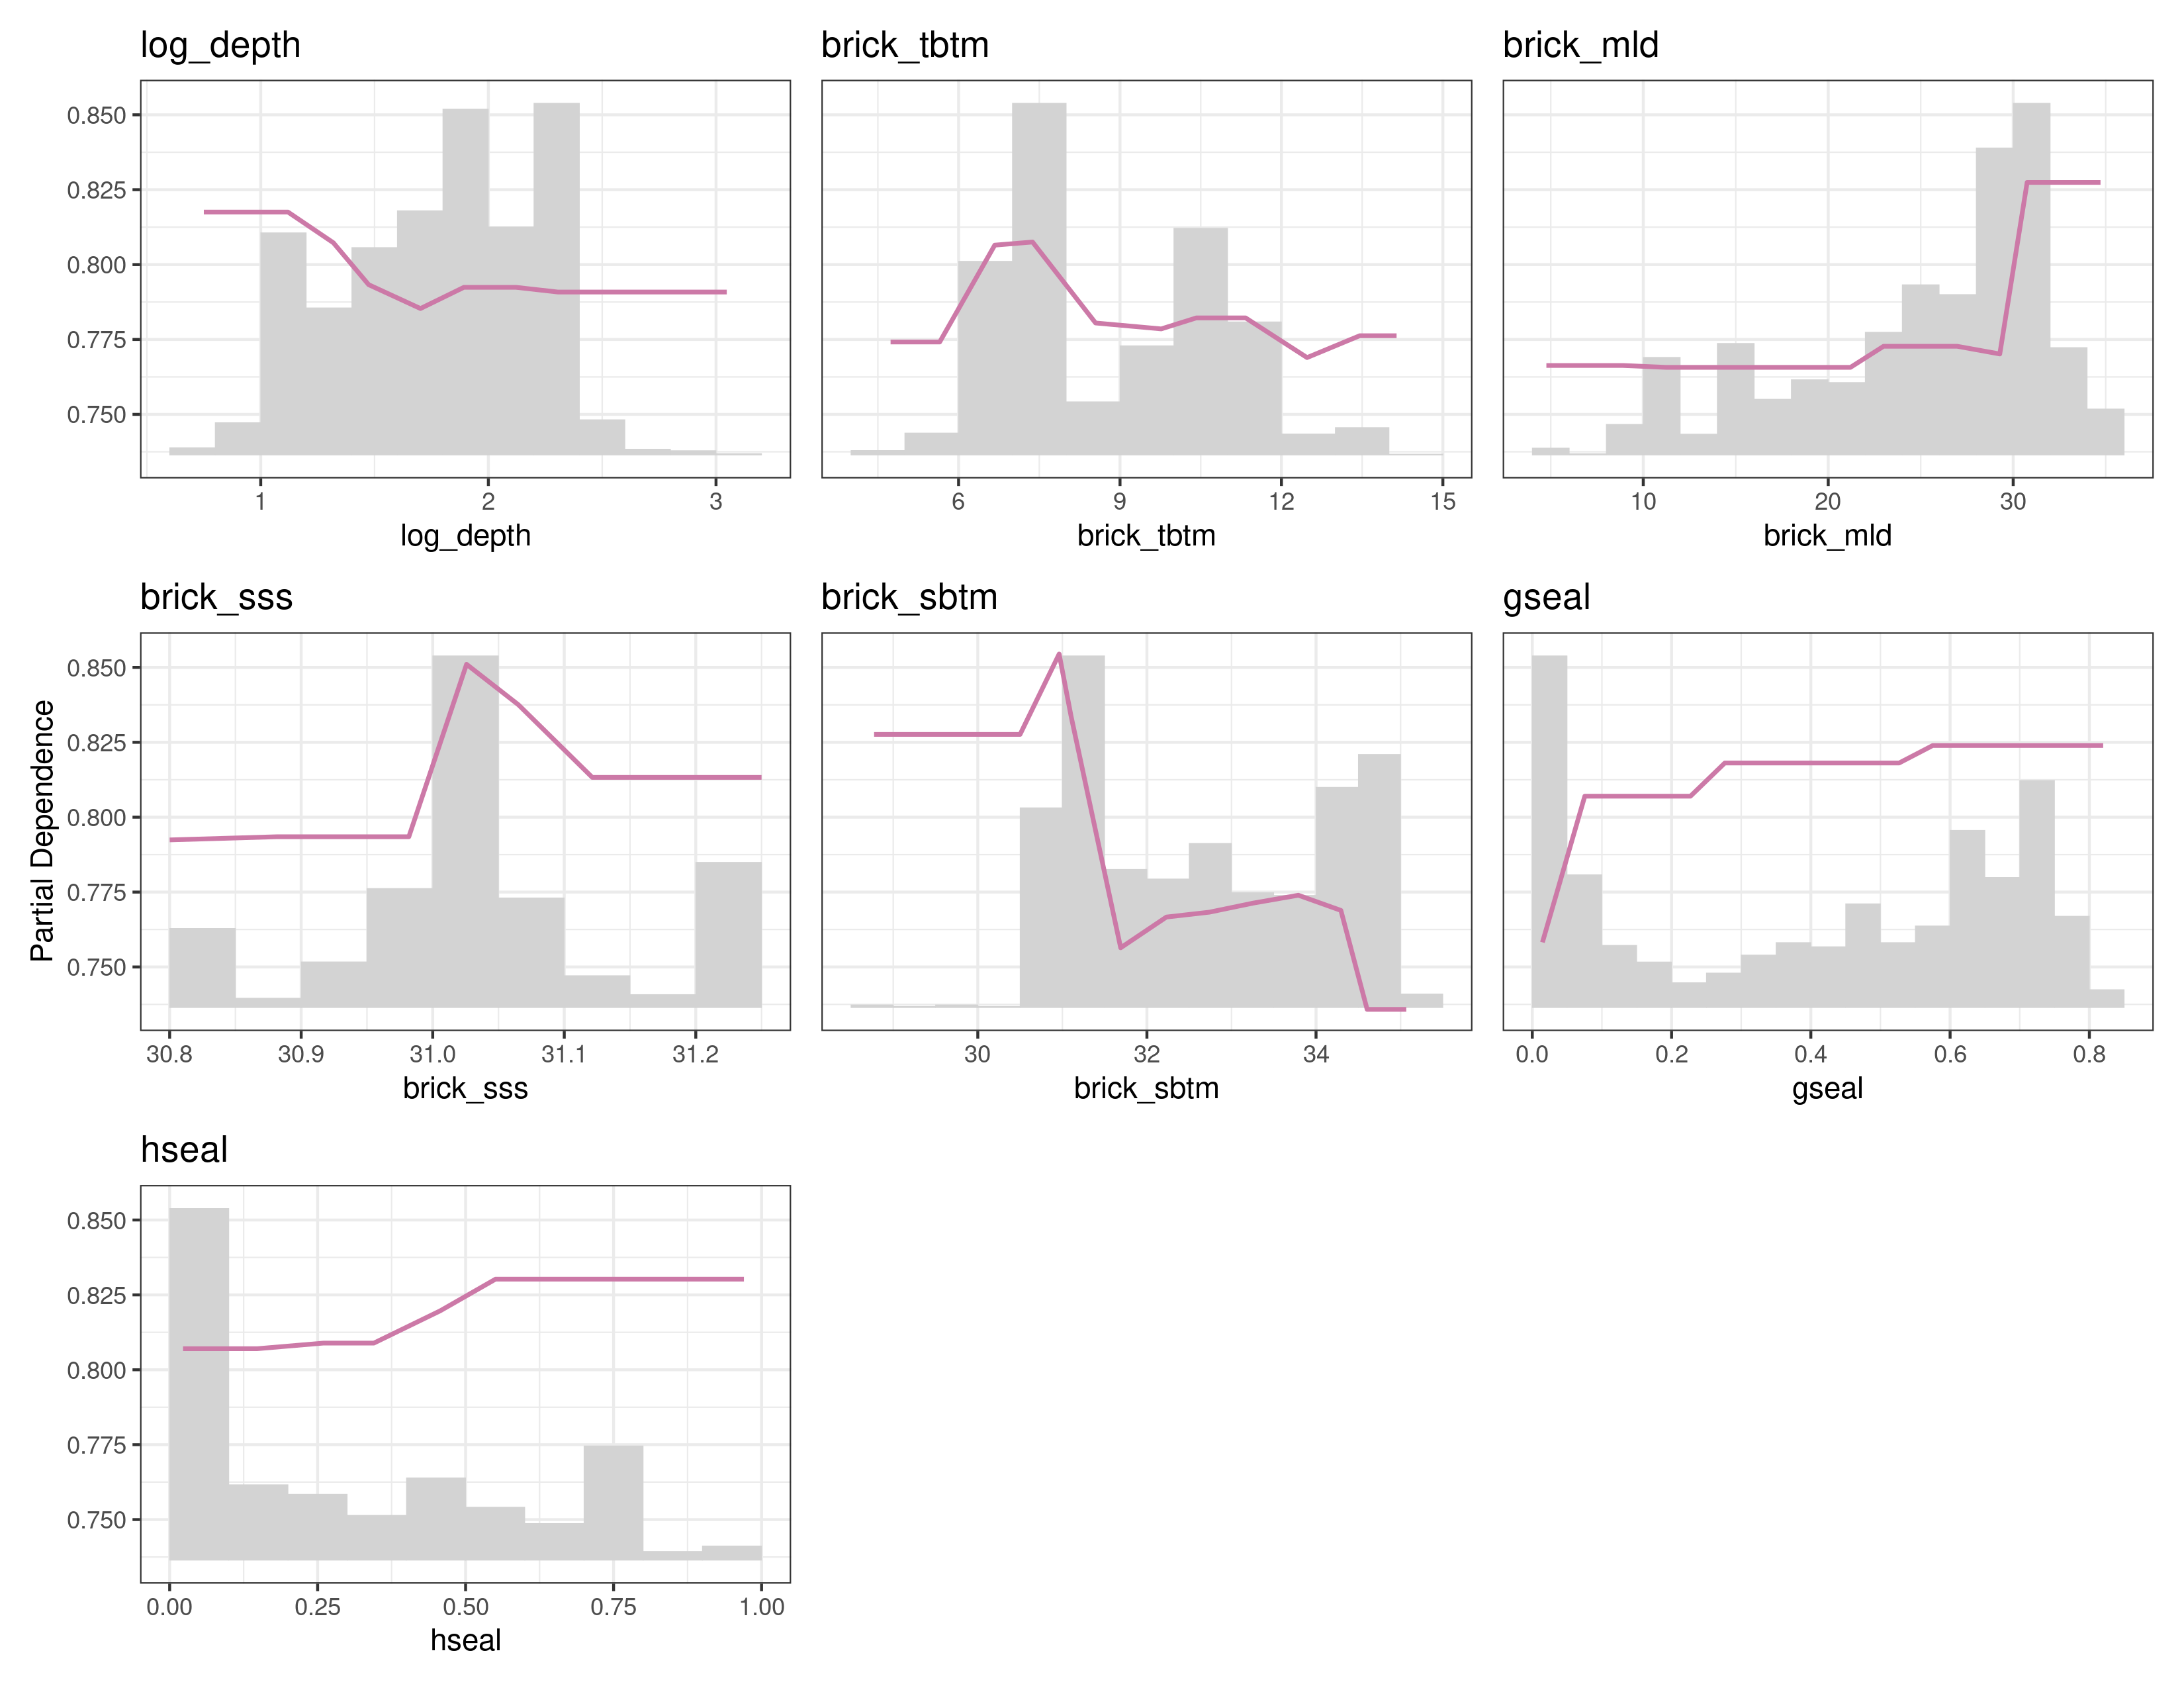 log_depth brick_tbtm brick_mld
0.850
0.825
0.800
0.775
0.750
1 2 3 6 9 12 15 10 20 30
log_depth brick_tbtm brick_mld
brick_sss brick_sbtm gseal
Partial Dependence
0.850
0.825
0.800
0.775
0.750
30.8 30.9 31.0 31.1 31.2 30 32 34 0.0 0.2 0.4 0.6 0.8
brick_sss brick_sbtm gseal
hseal
0.850
0.825
0.800
0.775
0.750
0.00 0.25 0.50 0.75 1.00
hseal